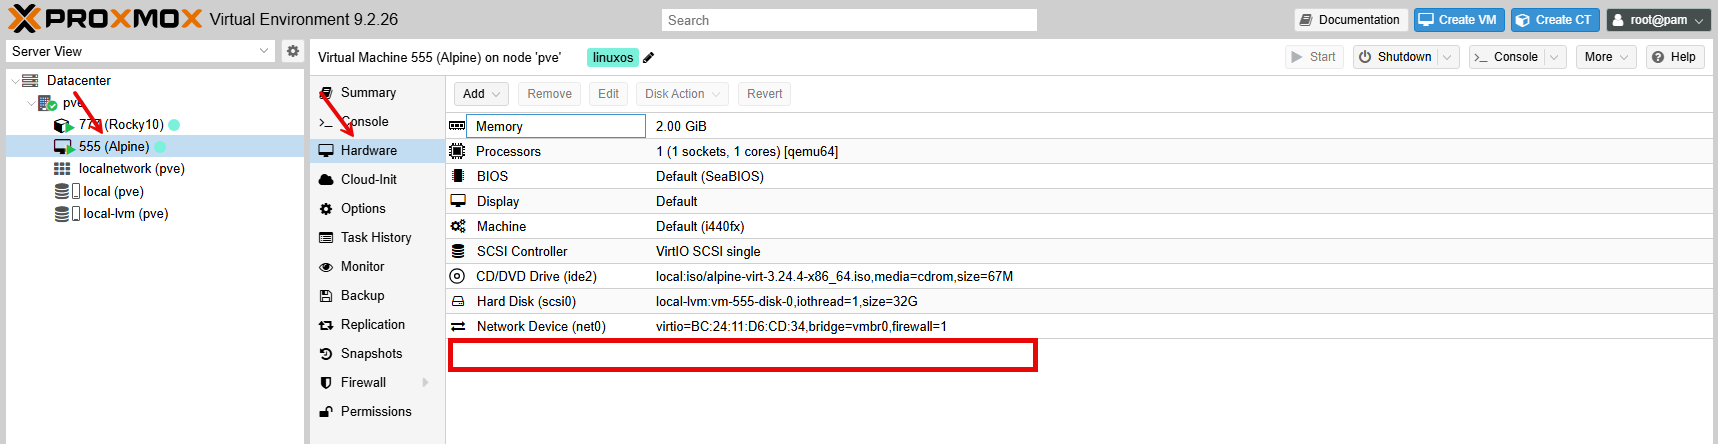 PROXMOX Virtual Environment 9.2.26 Search Documentation Create VM Create CT root@pam
Server View
Virtual Machine 555 (Alpine) on node 'pve' linuxos Start Shutdown Console More Help
Datacenter
pve
777 (Rocky10)
555 (Alpine)
localnetwork (pve)
local (pve)
local-lvm (pve)
Summary
Console
Hardware
Cloud-Init
Options
Task History
Monitor
Backup
Replication
Snapshots
Firewall
Permissions
Add Remove Edit Disk Action Revert
Memory 2.00 GiB
Processors 1 (1 sockets, 1 cores) [qemu64]
BIOS Default (SeaBIOS)
Display Default
Machine Default (i440fx)
SCSI Controller VirtIO SCSI single
CD/DVD Drive (ide2) local:iso/alpine-virt-3.24.4-x86_64.iso,media=cdrom,size=67M
Hard Disk (scsi0) local-lvm:vm-555-disk-0,iothread=1,size=32G
Network Device (net0) virtio=BC:24:11:D6:CD:34,bridge=vmbr0,firewall=1